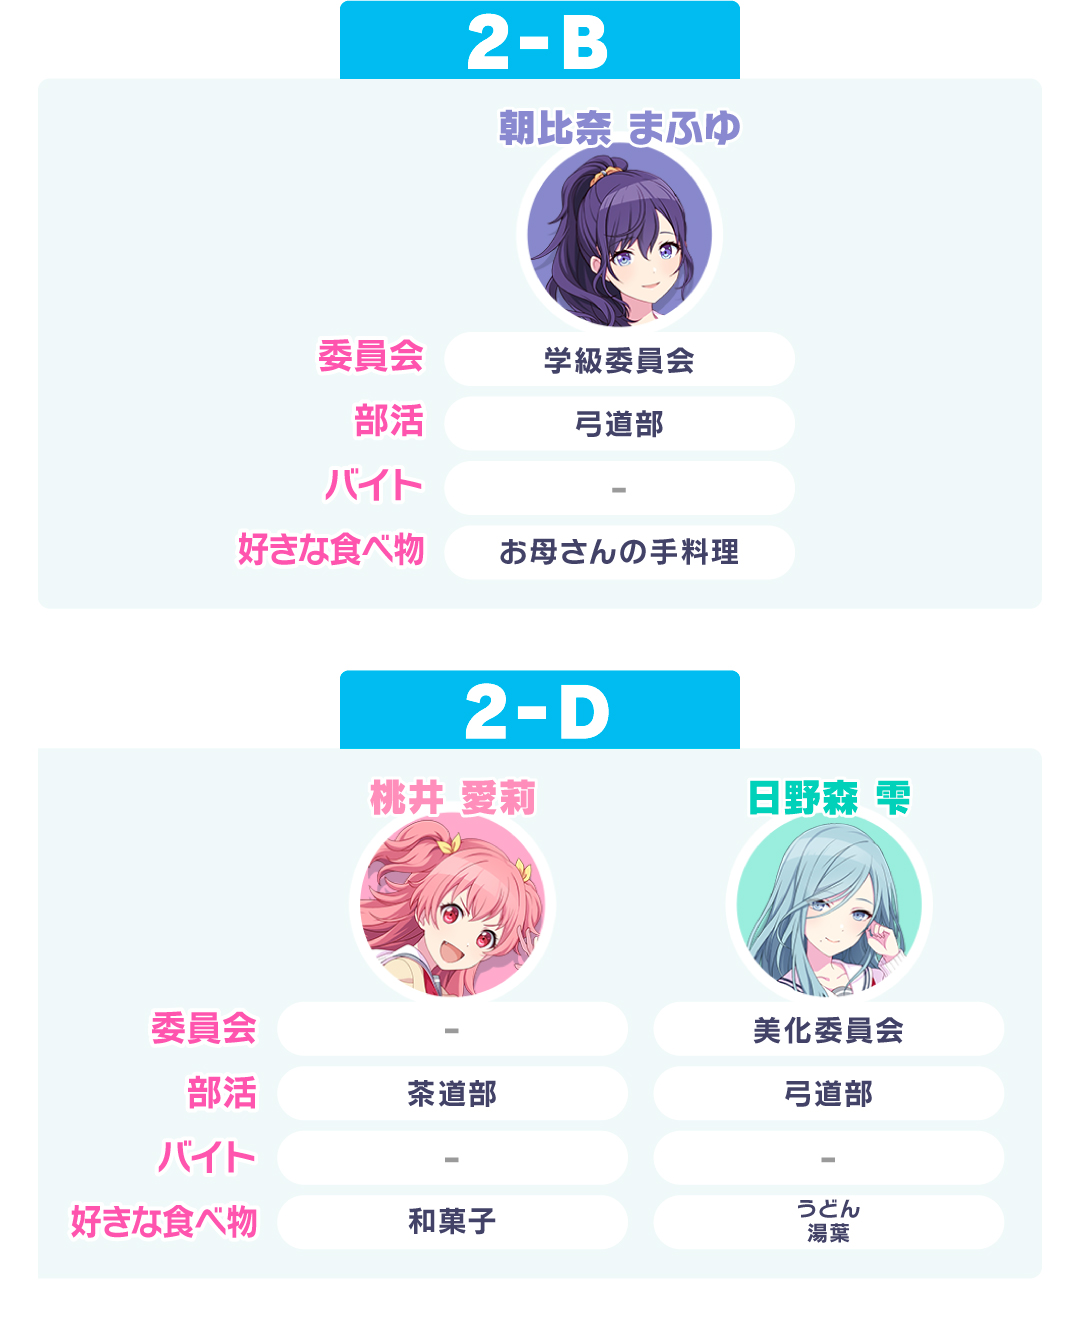 2-B
朝比奈 まふゆ
委員会 学級委員会
部活 弓道部
バイト -
好きな食べ物 お母さんの手料理
2-D
桃井 愛莉 日野森 雫
委員会 - 美化委員会
部活 茶道部 弓道部
バイト - -
好きな食べ物 和菓子 うどん
湯葉